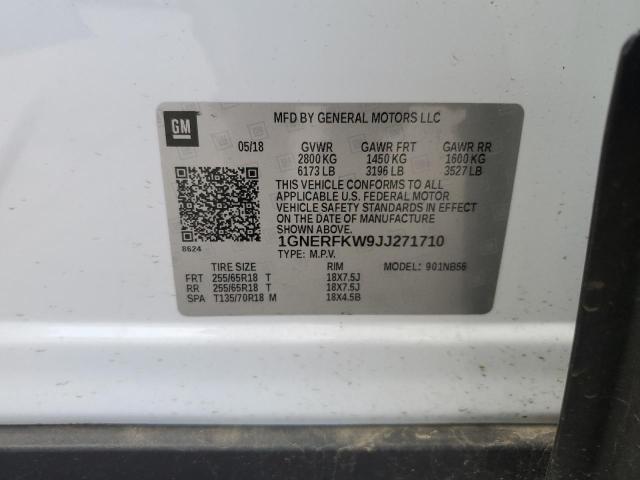 GM
MFD BY GENERAL MOTORS LLC
05/18 GVWR GAWR FRT GAWR RR
2800 KG 1450 KG 1600 KG
6173 LB 3196 LB 3527 LB
THIS VEHICLE CONFORMS TO ALL
APPLICABLE U.S. FEDERAL MOTOR
VEHICLE SAFETY STANDARDS IN EFFECT
ON THE DATE OF MANUFACTURE SHOWN ABOVE.
8624
1GNERFKW9JJ271710
TYPE: M.P.V.
TIRE SIZE RIM MODEL: 901NB56
FRT 255/65R18 T 18X7.5J
RR 255/65R18 T 18X7.5J
SPA T135/70R18 M 18X4.5B